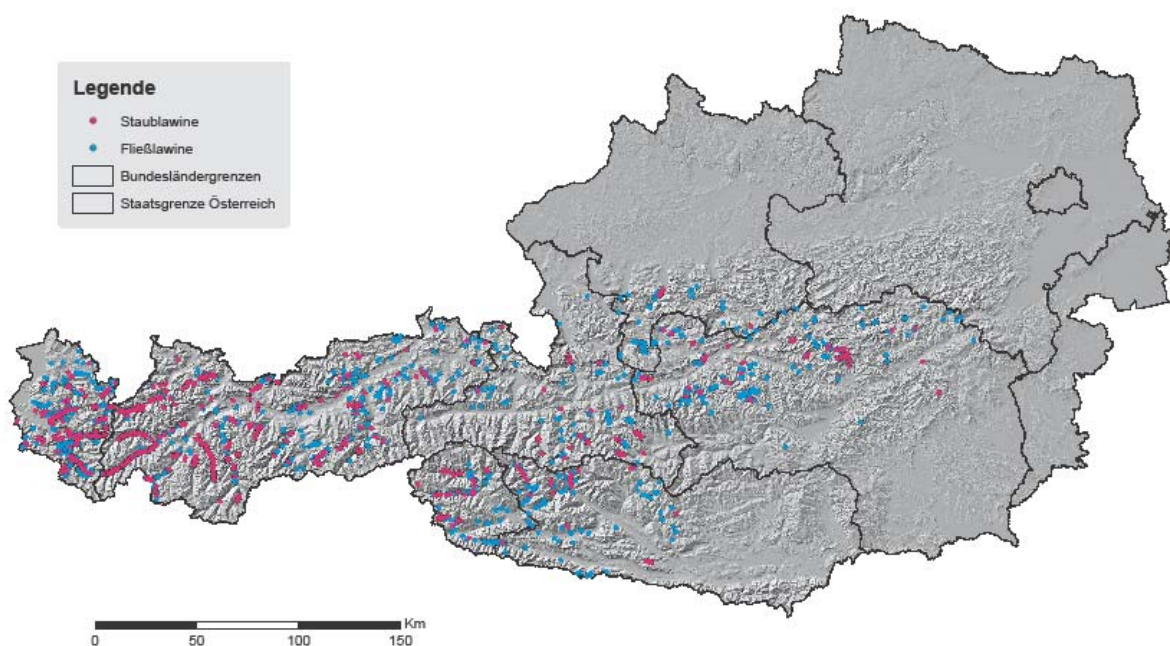 Legende
Staublawine
Fließlawine
Bundesländergrenzen
Staatsgrenze Österreich
Km
0 50 100 150